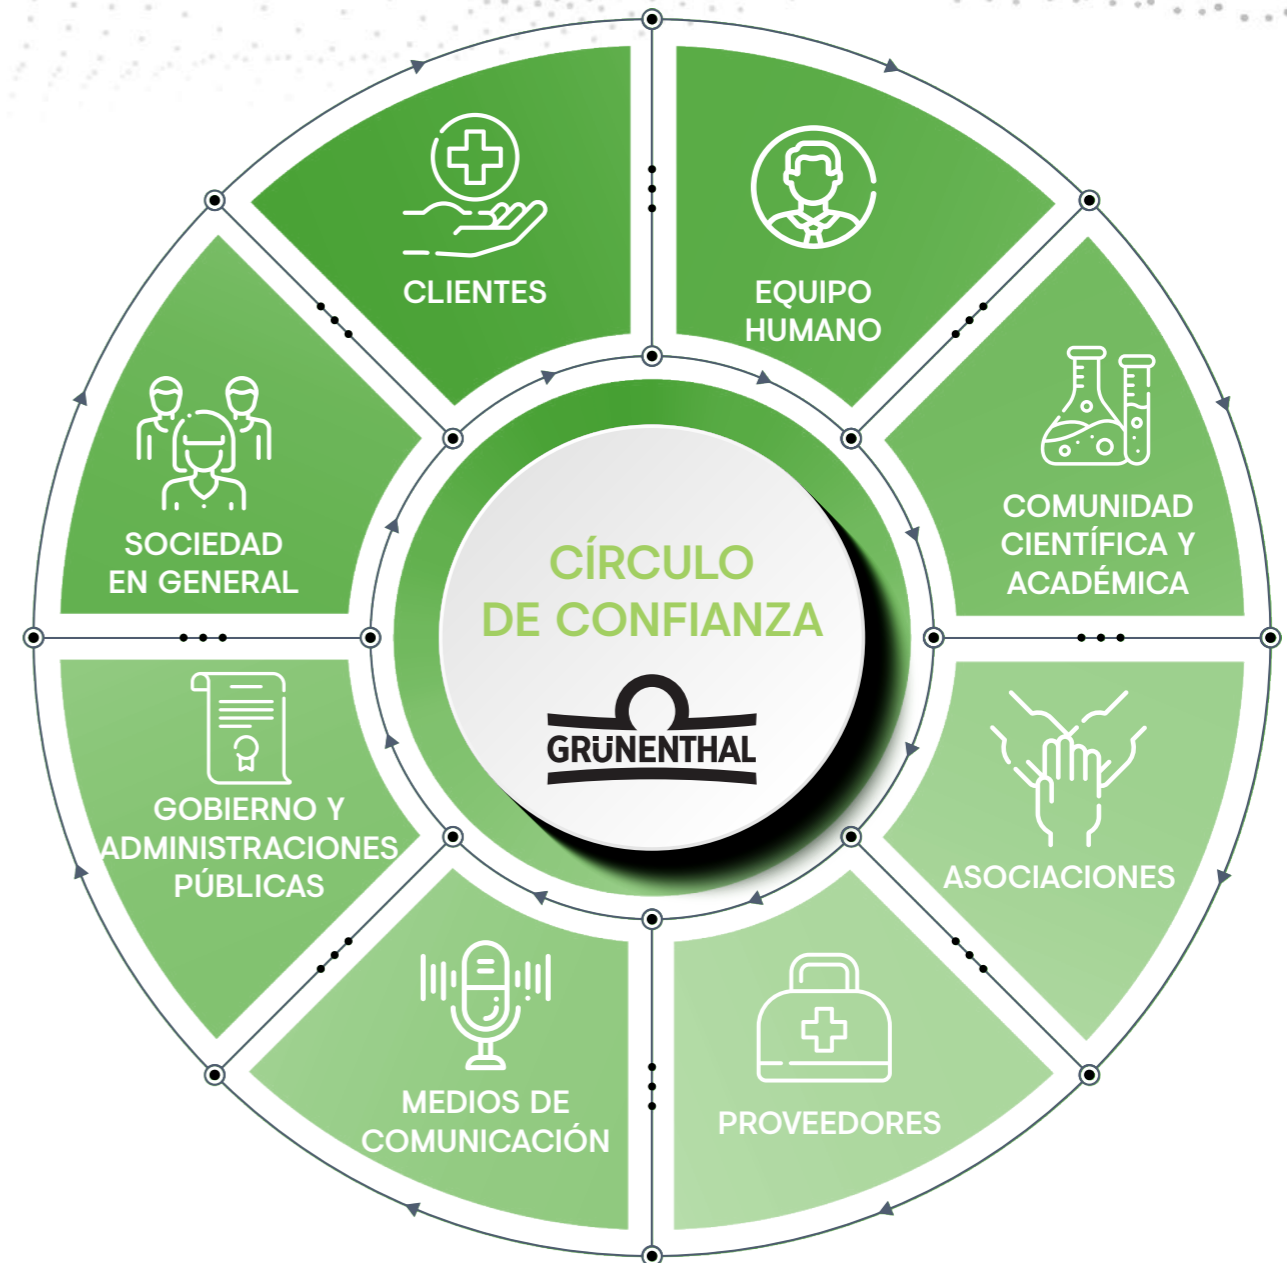 CLIENTES
EQUIPO
HUMANO
COMUNIDAD
CIENTÍFICA Y
ACADÉMICA
ASOCIACIONES
PROVEEDORES
MEDIOS DE
COMUNICACIÓN
GOBIERNO Y
ADMINISTRACIONES
PÚBLICAS
SOCIEDAD
EN GENERAL
CÍRCULO
DE CONFIANZA
GRÜNENTHAL